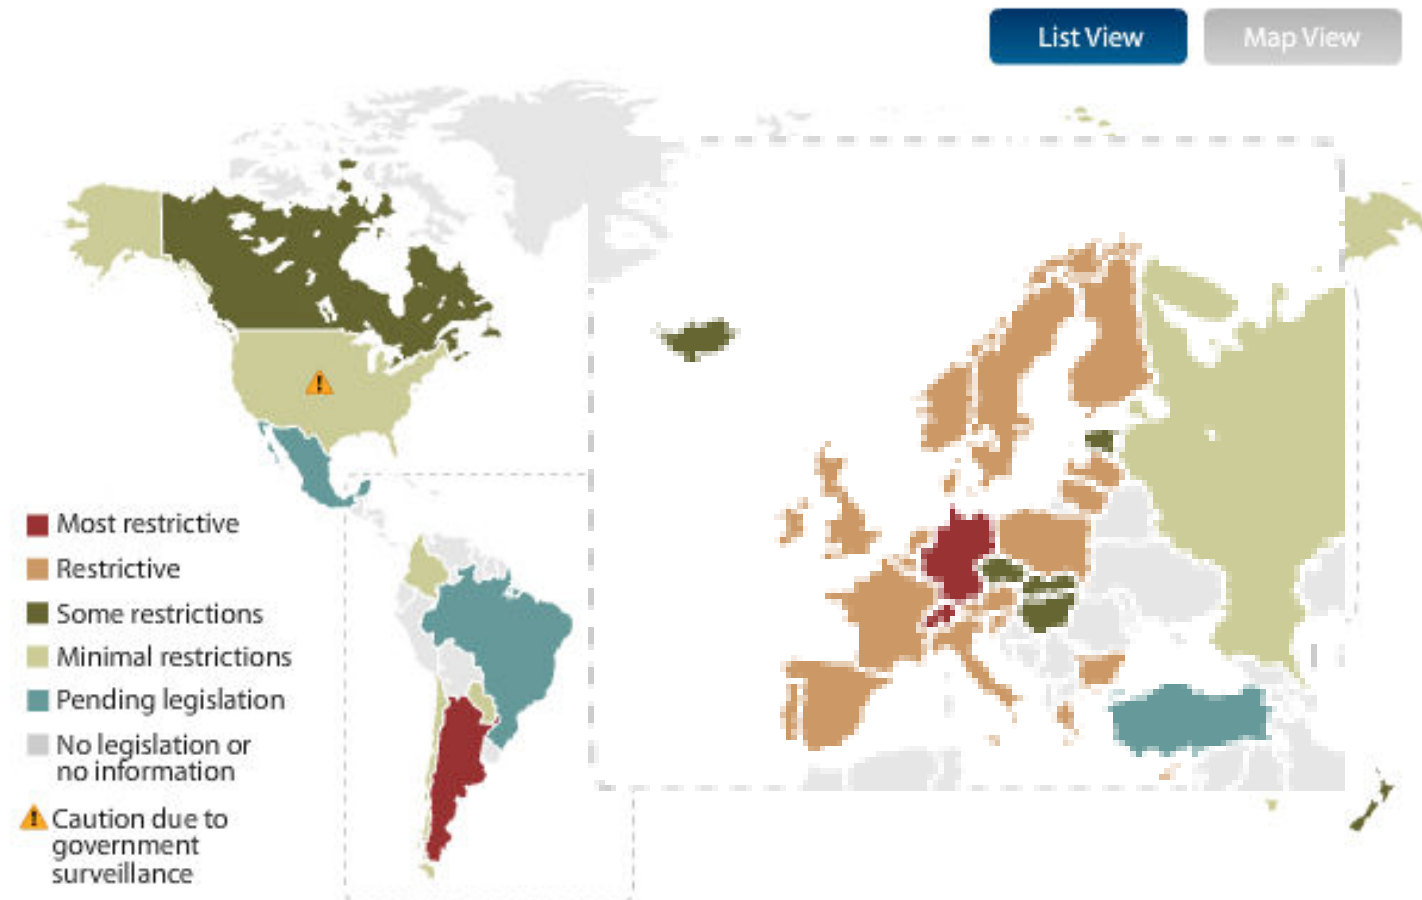 List View
Map View
Most restrictive
Restrictive
Some restrictions
Minimal restrictions
Pending legislation
No legislation or
no information
Caution due to
government
surveillance